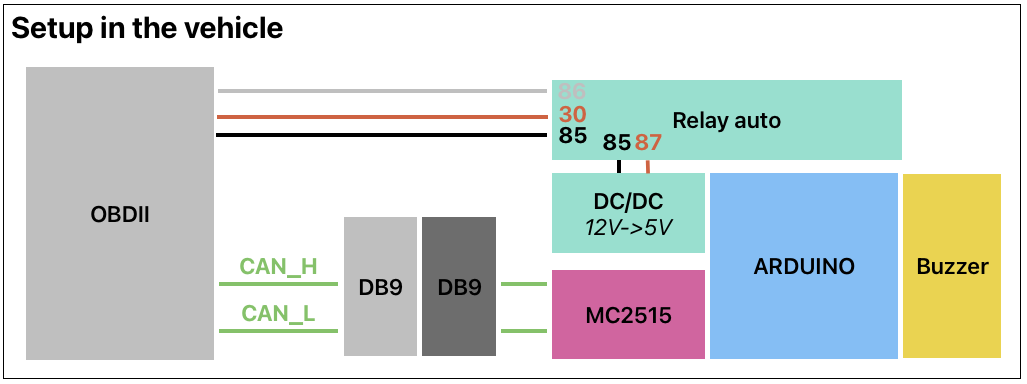 Setup in the vehicle
86
30
85
85 87
Relay auto
OBDII
DC/DC
12V->5V
ARDUINO
Buzzer
CAN_H
CAN_L
DB9
DB9
MC2515